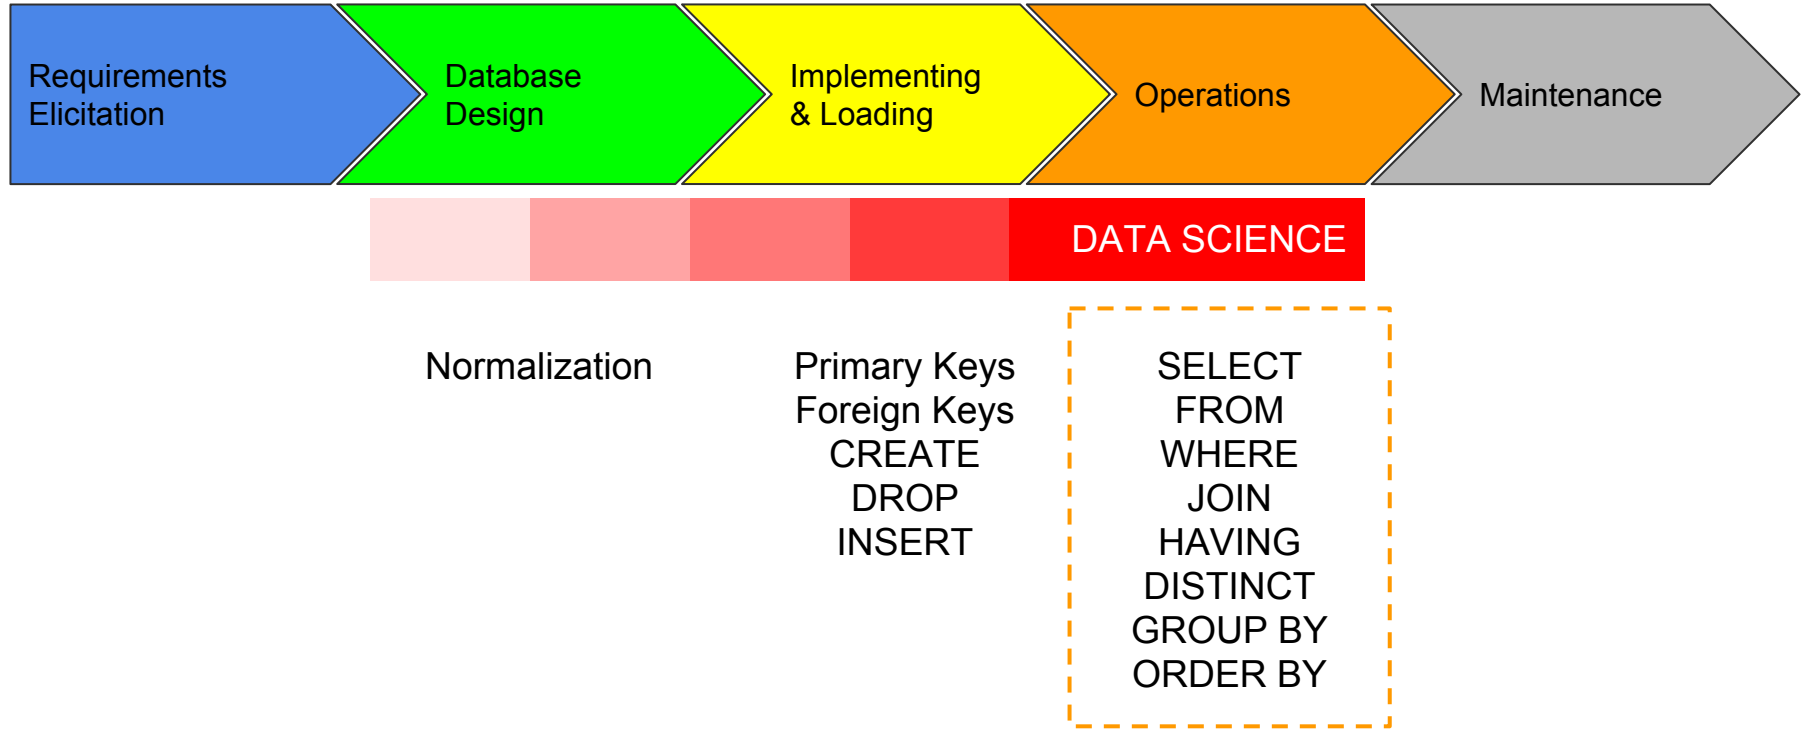 Requirements
Elicitation
Database
Design
Implementing
& Loading
Operations
Maintenance
DATA SCIENCE
Normalization
Primary Keys
Foreign Keys
CREATE
DROP
INSERT
SELECT
FROM
WHERE
JOIN
HAVING
DISTINCT
GROUP BY
ORDER BY